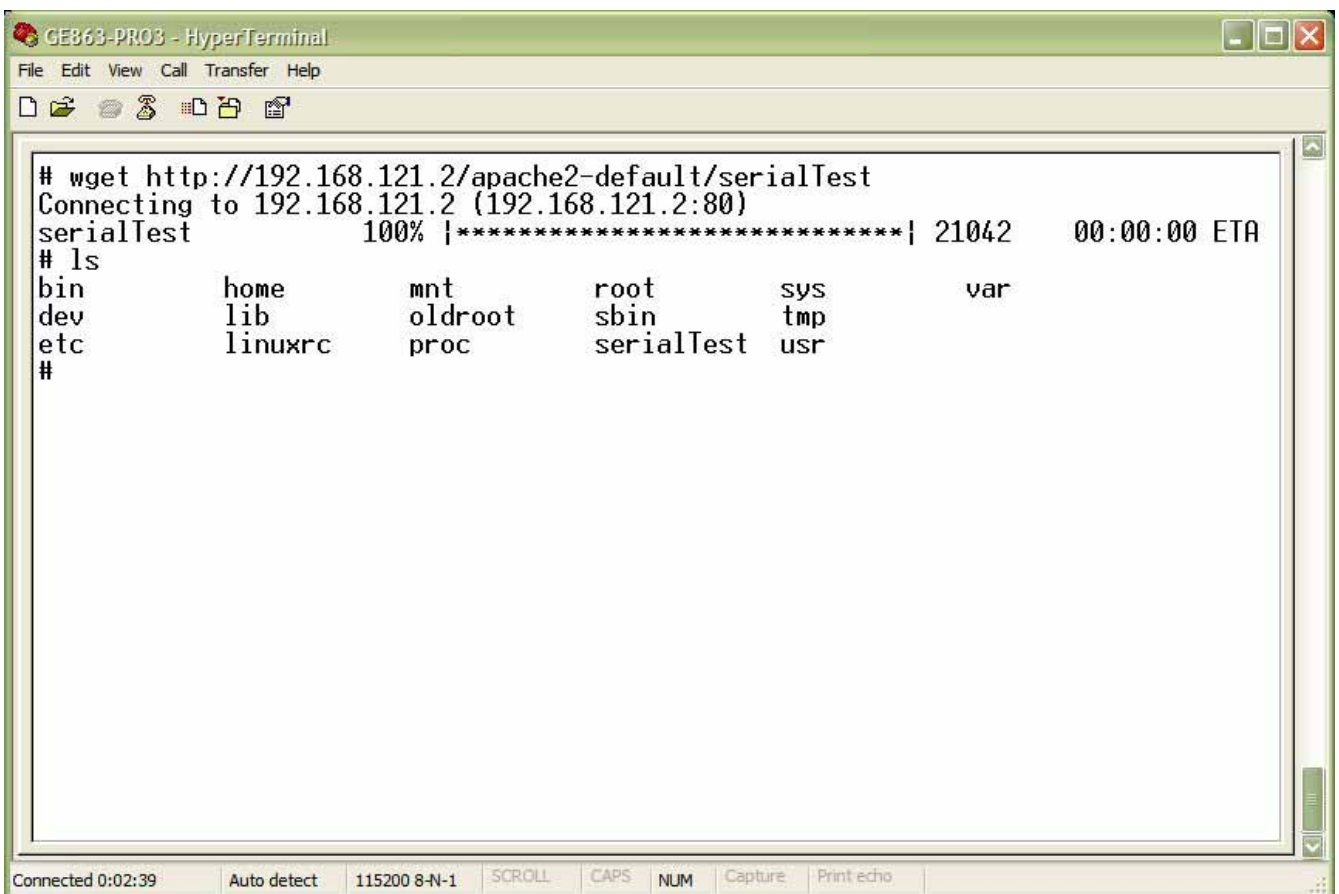 GE863-PRO3 - HyperTerminal
File Edit View Call Transfer Help
# wget http://192.168.121.2/apache2-default/serialTest
Connecting to 192.168.121.2 (192.168.121.2:80)
serialTest 100% |*****************************| 21042 00:00:00 ETA
# ls
bin home mnt root sys var
dev lib oldroot sbin tmp
etc linuxrc proc serialTest usr
#
Connected 0:02:39 Auto detect 115200 8-N-1 SCROLL CAPS NUM Capture Print echo